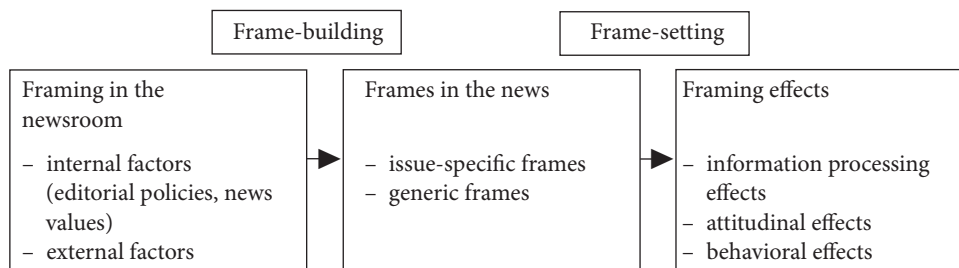 Frame-building
Frame-setting
Framing in the
newsroom
– internal factors
(editorial policies, news
values)
– external factors
Frames in the news
– issue-specific frames
– generic frames
Framing effects
– information processing
effects
– attitudinal effects
– behavioral effects